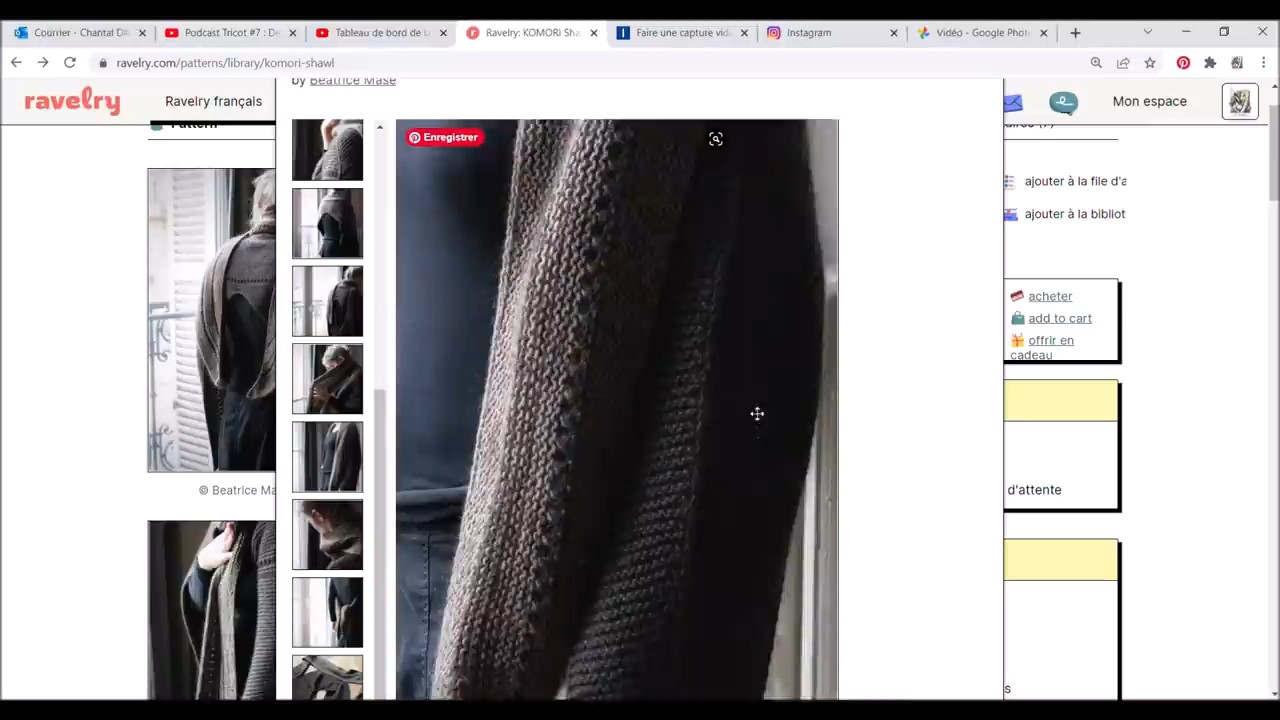 Courrier - Chantal
Podcast Tricot #7 : De
Tableau de bord de l
Ravelry: KOMORI Sha
Faire une capture vid
Instagram
Vidéo - Google Phot
ravelry.com/patterns/library/komori-shawl
by Beatrice Mase
ravelry
Ravelry français
Mon espace
Pattern
Enregistrer
ajouter à la file d'a
ajouter à la bibliot
acheter
add to cart
offrir en
cadeau
© Beatrice Ma
d'attente
s